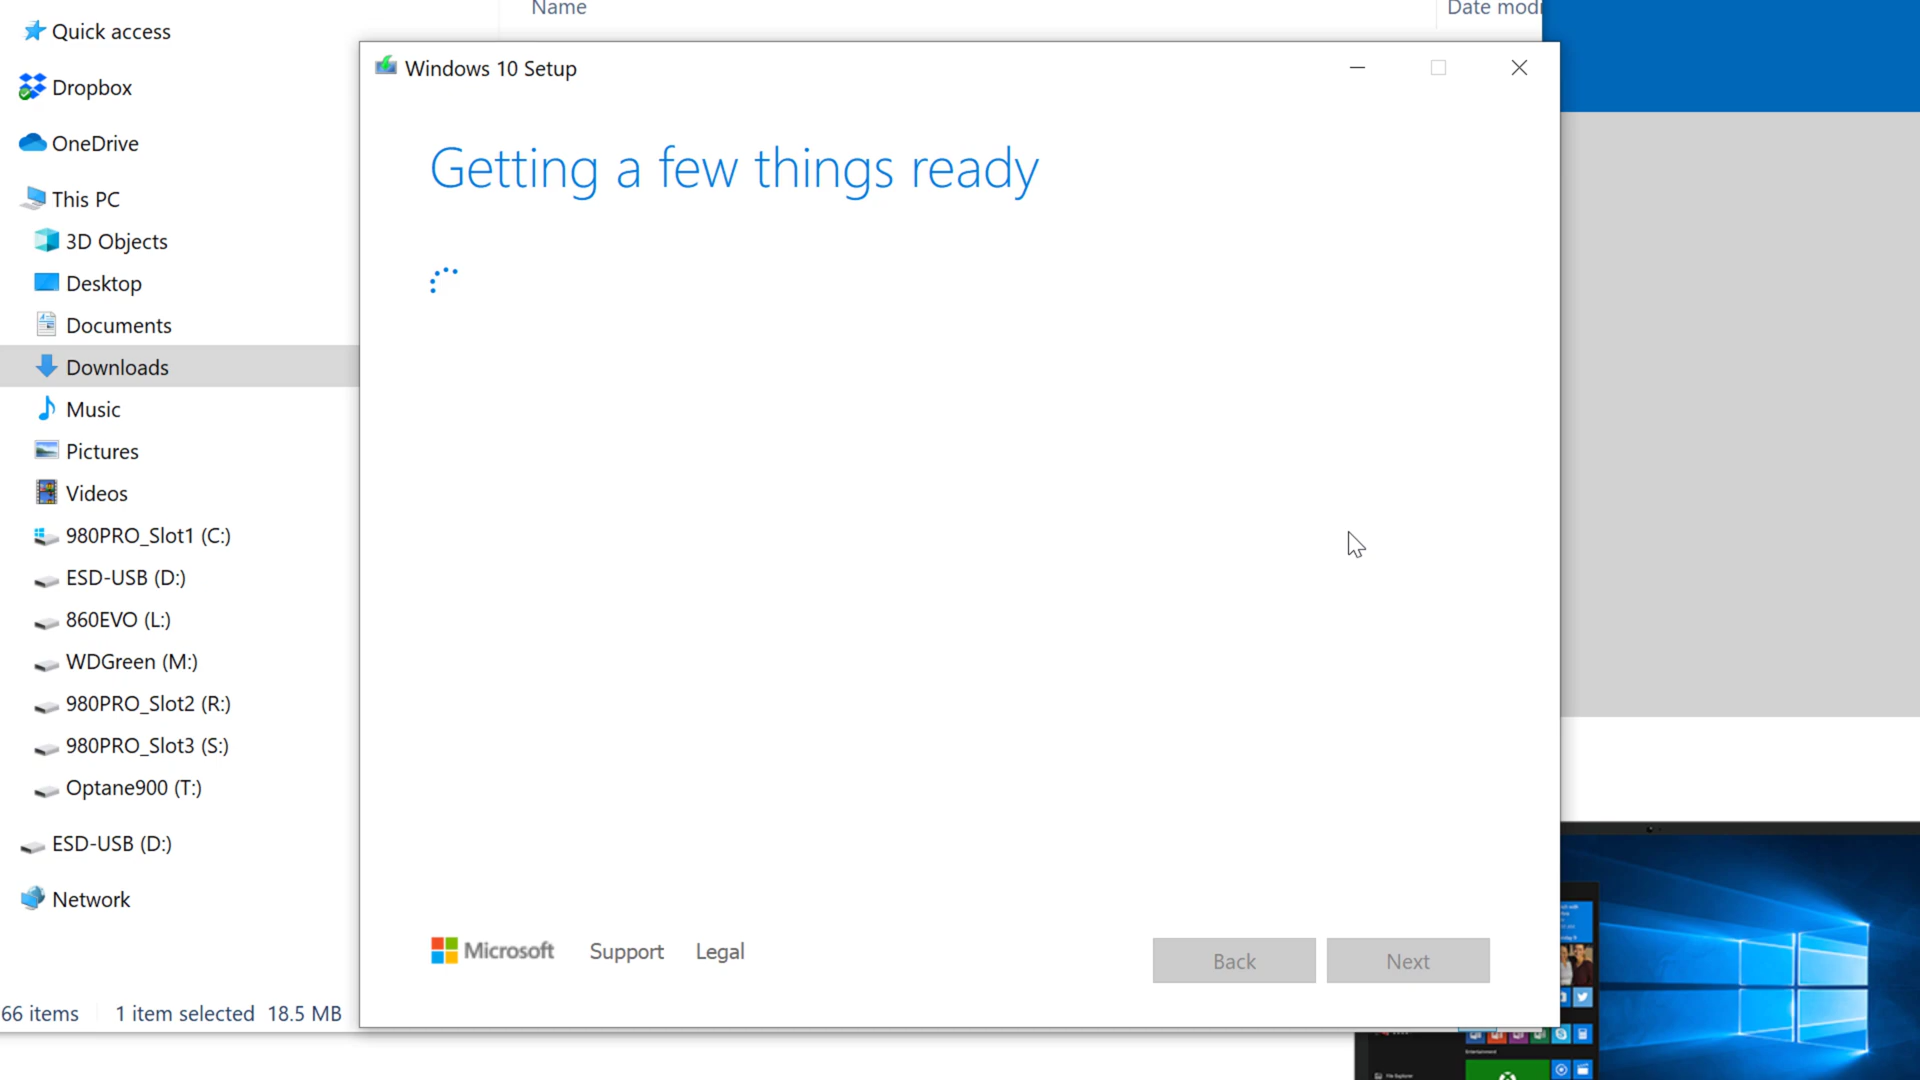 Name
Date modi
Quick access
Dropbox
OneDrive
This PC
3D Objects
Desktop
Documents
Downloads
Music
Pictures
Videos
980PRO_Slot1 (C:)
ESD-USB (D:)
860EVO (L:)
WDGreen (M:)
980PRO_Slot2 (R:)
980PRO_Slot3 (S:)
Optane900 (T:)
ESD-USB (D:)
Network
66 items
1 item selected 18.5 MB
Windows 10 Setup
Getting a few things ready
Microsoft
Support
Legal
Back
Next
File Explorer